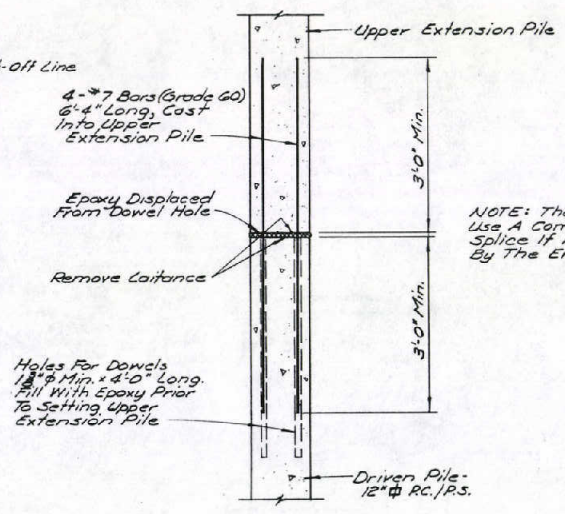 -Off Line
Upper Extension Pile
4-#7 Bars (Grade 60)
6'-4" Long, Cast
Into Upper
Extension Pile
3'-0" Min.
Epoxy Displaced
From Dowel Hole
Remove Laitance
NOTE: Th
Use A Com
Splice If
By The E
3'-0" Min.
Holes For Dowels
Min. x 4'-0" Long.
Fill With Epoxy Prior
To Setting Upper
Extension Pile
Driven Pile-
12" P.C./P.S.